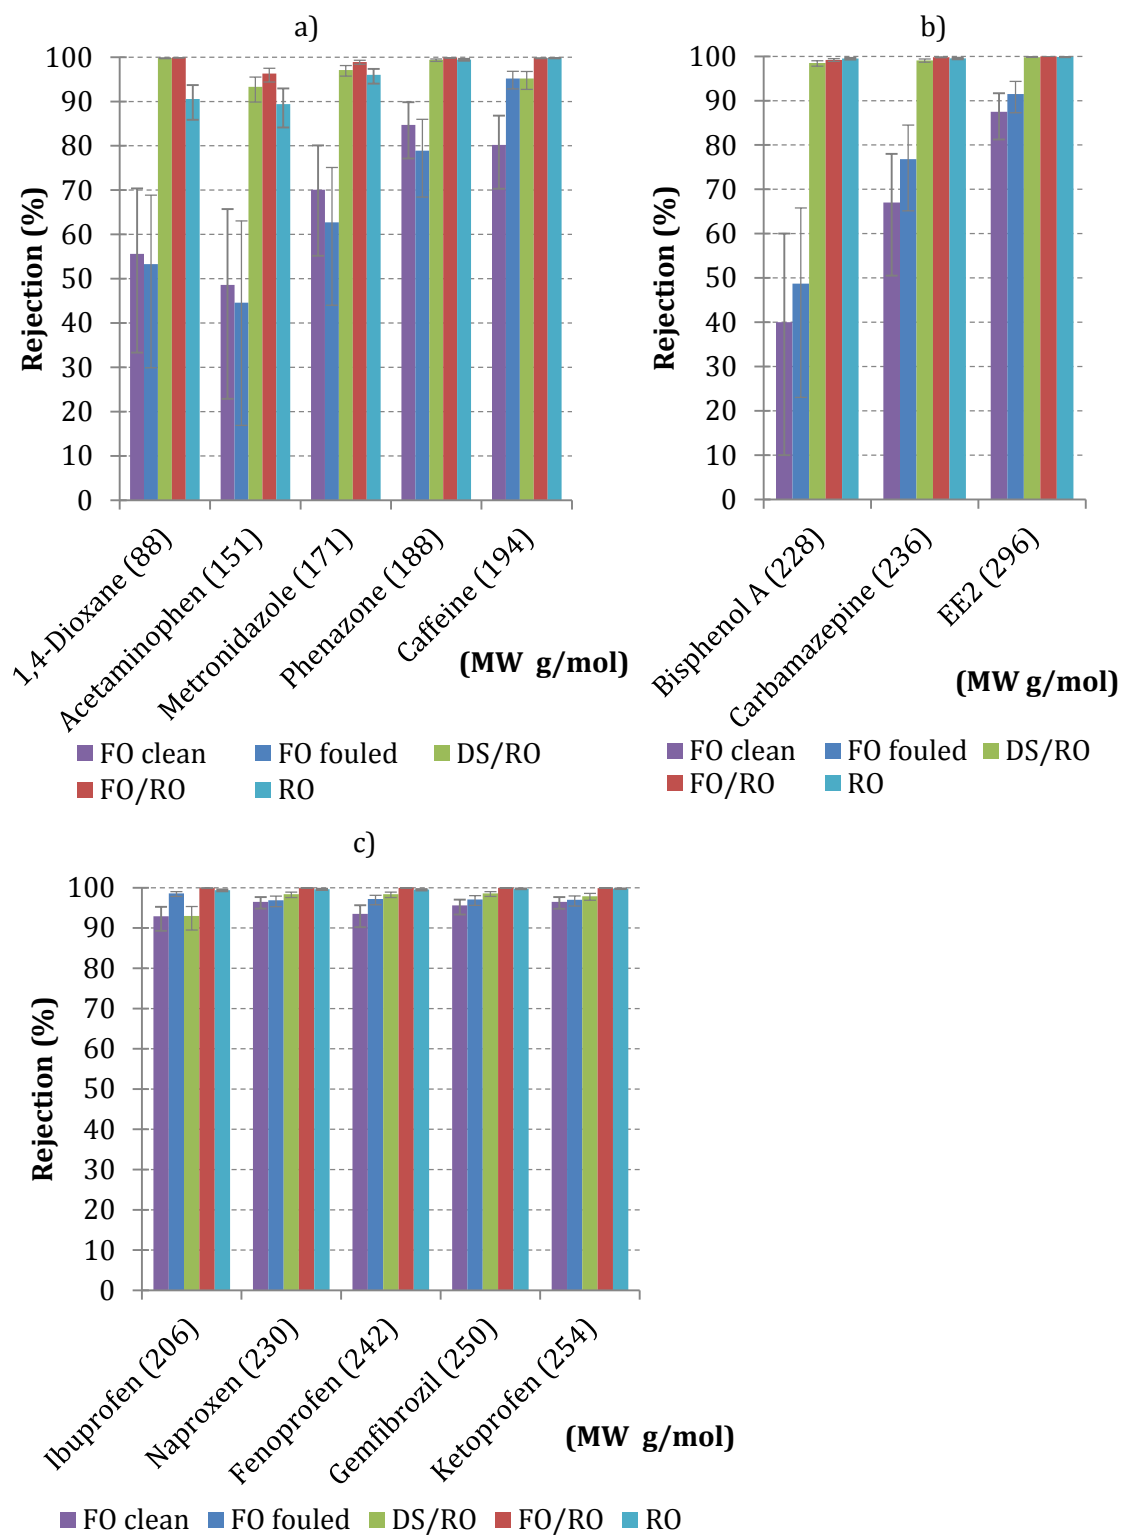 a)
Rejection (%)
100
90
80
70
60
50
40
30
20
10
0
1,4-Dioxane (88)
Acetaminophen (151)
Metronidazole (171)
Phenazone (188)
Caffeine (194)
(MW g/mol)
FO clean FO fouled DS/RO
FO/RO RO
b)
Rejection (%)
100
90
80
70
60
50
40
30
20
10
0
Bisphenol A (228)
Carbamazepine (236)
EE2 (296)
(MW g/mol)
FO clean FO fouled DS/RO
FO/RO RO
c)
Rejection (%)
100
90
80
70
60
50
40
30
20
10
0
Ibuprofen (206)
Naproxen (230)
Fenoprofen (242)
Gemfibrozil (250)
Ketoprofen (254)
(MW g/mol)
FO clean FO fouled DS/RO FO/RO RO